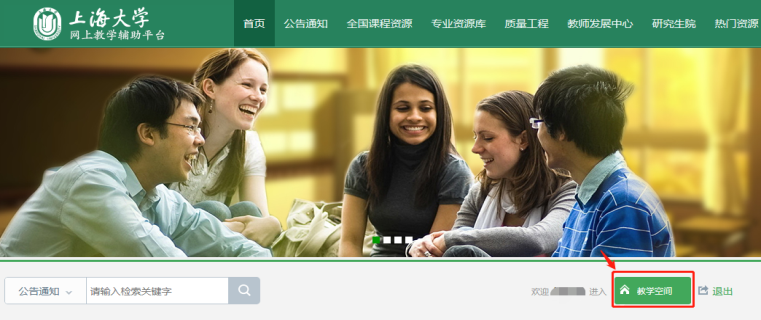 上海大学
网上教学辅助平台
首页 公告通知 全国课程资源 专业资源库 质量工程 教师发展中心 研究生院 热门资源
公告通知 请输入检索关键字
欢迎 进入 教学空间 退出